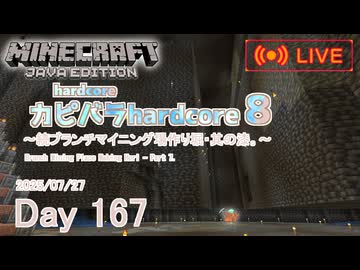 MINECRAFT
JAVA EDITION
LIVE
hardcore
カピバラhardcore 8
〜続ブランチマイニング場作り編・其の漆。〜
Branch Mining Place Making Hen! - Part 7.
2025/07/27
Day 167